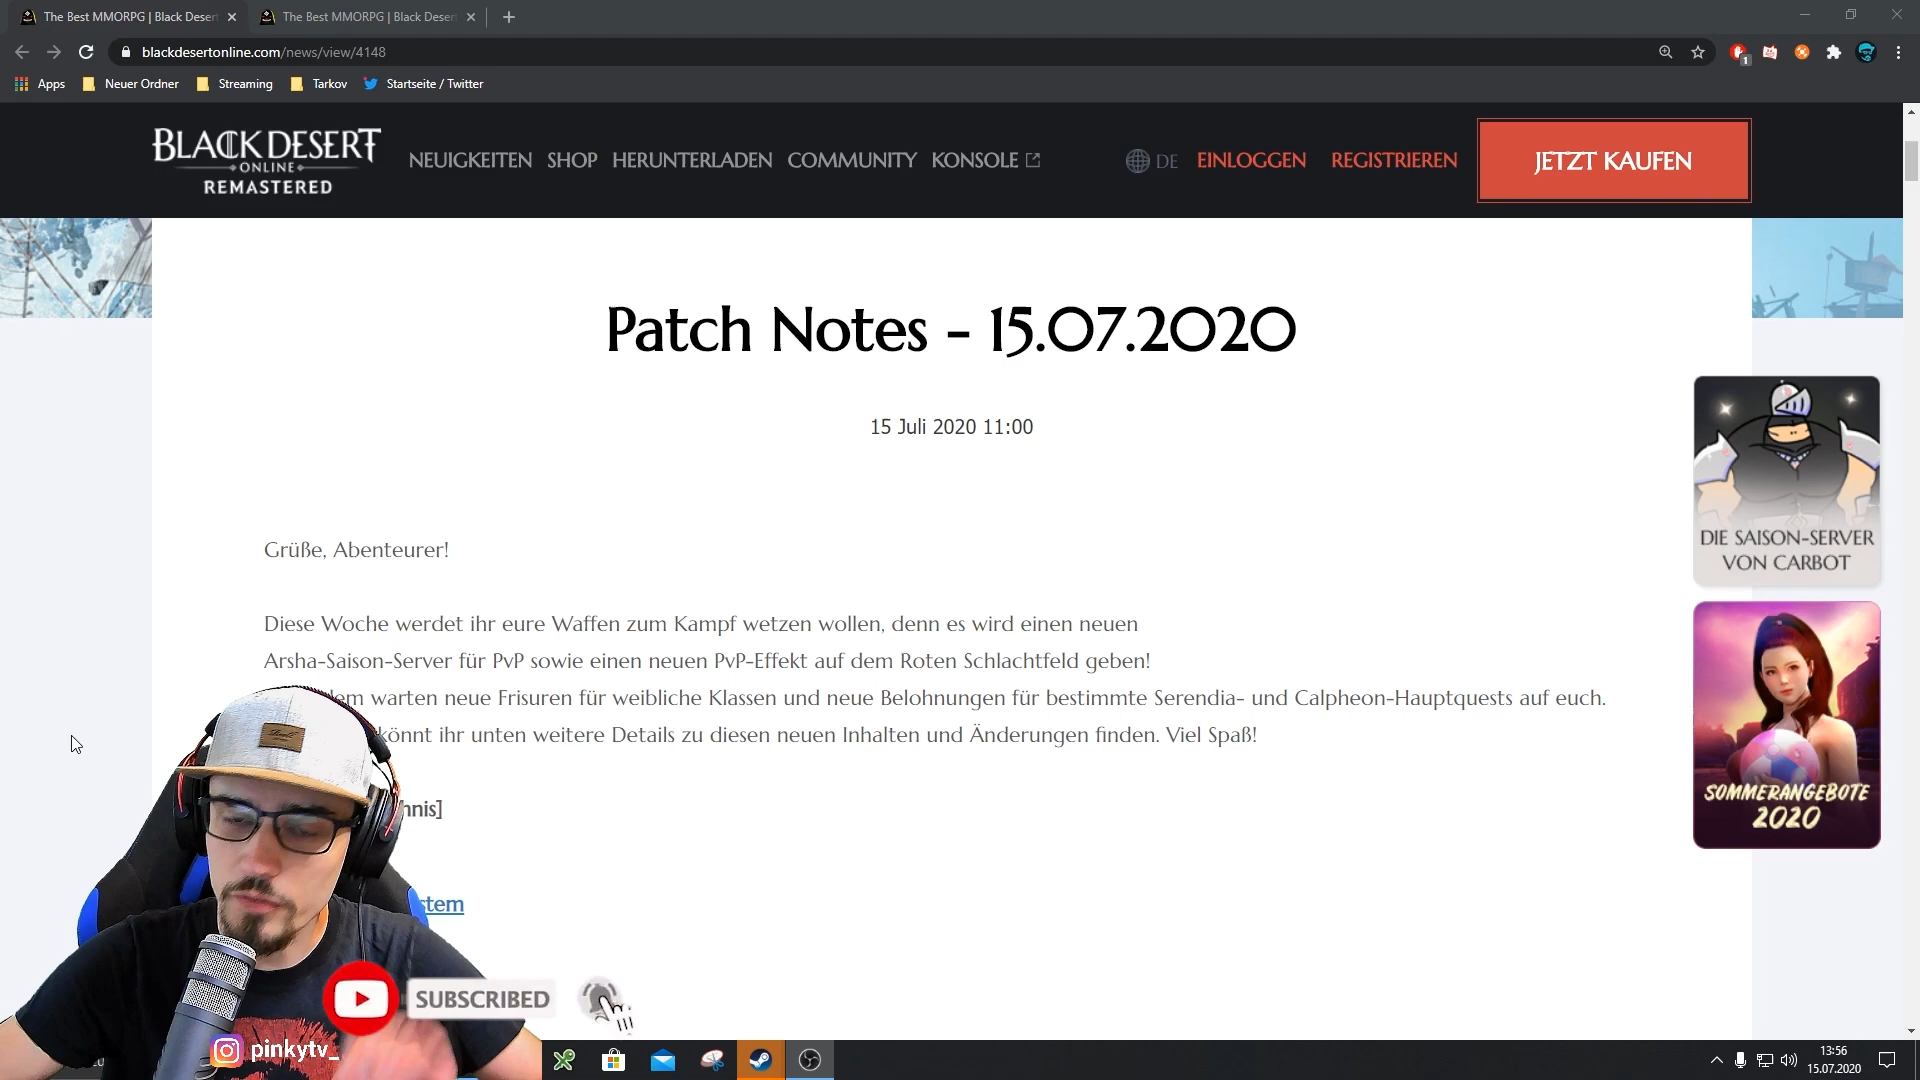 The Best MMORPG | Black Desert
The Best MMORPG | Black Desert
blackdesertonline.com/news/view/4148
1
Apps
Neuer Ordner
Streaming
Tarkov
Startseite / Twitter
BLACK DESERT
ONLINE
REMASTERED
NEUIGKEITEN
SHOP
HERUNTERLADEN
COMMUNITY
KONSOLE
DE
EINLOGGEN
REGISTRIEREN
JETZT KAUFEN
Patch Notes - 15.07.2020
15 Juli 2020 11:00
Grüße, Abenteurer!
Diese Woche werdet ihr eure Waffen zum Kampf wetzen wollen, denn es wird einen neuen
Arsha-Saison-Server für PvP sowie einen neuen PvP-Effekt auf dem Roten Schlachtfeld geben!
warten neue Frisuren für weibliche Klassen und neue Belohnungen für bestimmte Serendia- und Calpheon-Hauptquests auf euch.
könnt ihr unten weitere Details zu diesen neuen Inhalten und Änderungen finden. Viel Spaß!
hnis]
stem
DIE SAISON-SERVER
VON CARBOT
SOMMERANGEBOTE
2020
SUBSCRIBED
pinkytv_
13:56
15.07.2020